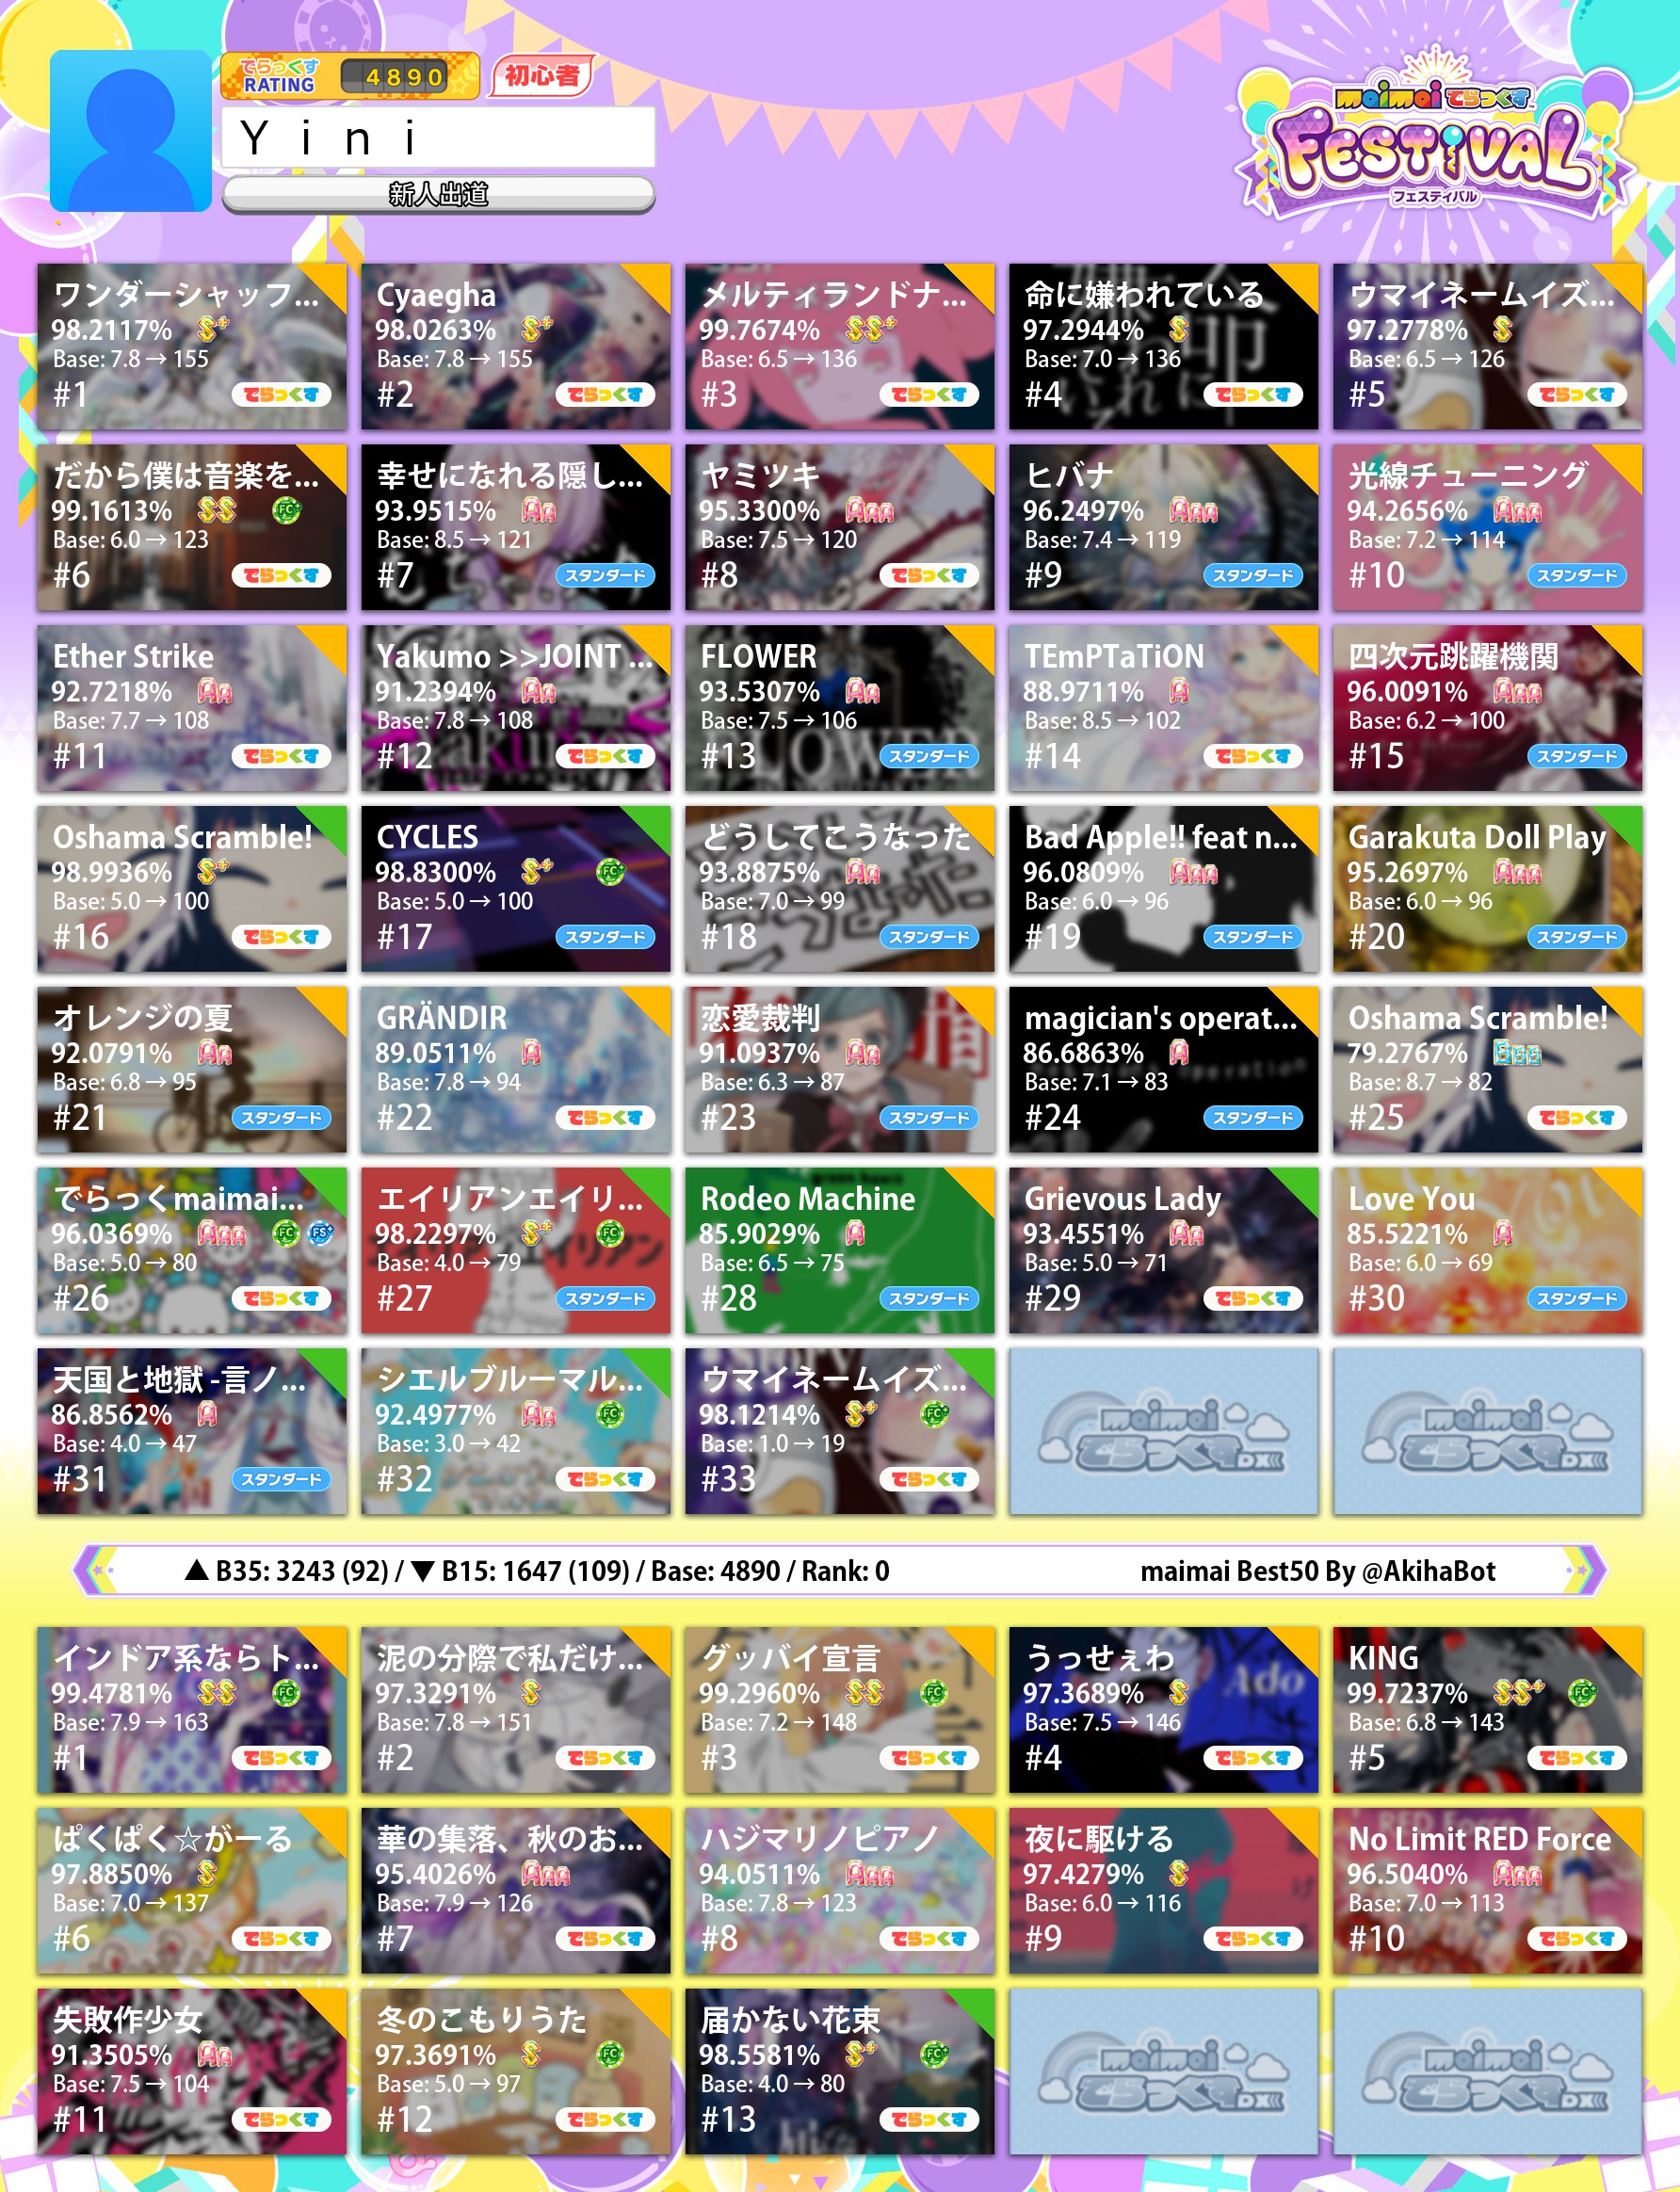 でらっくす
RATING
4890
初心者
Yini
新人出道
maimai でらっくす
FESTiVAL
フェスティバル
ワンダーシャッフ...
98.2117% S+
Base: 7.8 → 155
#1 でらっくす
Cyaegha
98.0263% S+
Base: 7.8 → 155
#2 でらっくす
メルティランドナ...
99.7674% SS+
Base: 6.5 → 136
#3 でらっくす
命に嫌われている
97.2944% S
Base: 7.0 → 136
#4 でらっくす
ウマイネームイズ...
97.2778% S
Base: 6.5 → 126
#5 でらっくす
だから僕は音楽を...
99.1613% SS FC+
Base: 6.0 → 123
#6 でらっくす
幸せになれる隠し...
93.9515% AA
Base: 8.5 → 121
#7 スタンダード
ヤミツキ
95.3300% AAA
Base: 7.5 → 120
#8 でらっくす
ヒバナ
96.2497% AAA
Base: 7.4 → 119
#9 スタンダード
光線チューニング
94.2656% AAA
Base: 7.2 → 114
#10 スタンダード
Ether Strike
92.7218% AA
Base: 7.7 → 108
#11 でらっくす
Yakumo >>JOINT ...
91.2394% AA
Base: 7.8 → 108
#12 でらっくす
FLOWER
93.5307% AA
Base: 7.5 → 106
#13 スタンダード
TEmPTaTiON
88.9711% A
Base: 8.5 → 102
#14 でらっくす
四次元跳躍機関
96.0091% AAA
Base: 6.2 → 100
#15 スタンダード
Oshama Scramble!
98.9936% S+
Base: 5.0 → 100
#16 でらっくす
CYCLES
98.8300% S+ FC+
Base: 5.0 → 100
#17 スタンダード
どうしてこうなった
93.8875% AA
Base: 7.0 → 99
#18 スタンダード
Bad Apple!! feat n...
96.0809% AAA
Base: 6.0 → 96
#19 スタンダード
Garakuta Doll Play
95.2697% AAA
Base: 6.0 → 96
#20 スタンダード
オレンジの夏
92.0791% AA
Base: 6.8 → 95
#21 スタンダード
GRÄNDIR
89.0511% A
Base: 7.8 → 94
#22 でらっくす
恋愛裁判
91.0937% AA
Base: 6.3 → 87
#23 スタンダード
magician's operat...
86.6863% A
Base: 7.1 → 83
#24 スタンダード
Oshama Scramble!
79.2767% BBB
Base: 8.7 → 82
#25 でらっくす
でらっくmaimai...
96.0369% AAA FC FS+
Base: 5.0 → 80
#26 でらっくす
エイリアンエイリ...
98.2297% S+ FC
Base: 4.0 → 79
#27 スタンダード
Rodeo Machine
85.9029% A
Base: 6.5 → 75
#28 スタンダード
Grievous Lady
93.4551% AA
Base: 5.0 → 71
#29 でらっくす
Love You
85.5221% A
Base: 6.0 → 69
#30 スタンダード
天国と地獄 -言ノ...
86.8562% A
Base: 4.0 → 47
#31 スタンダード
シエルブルーマル...
92.4977% AA FC
Base: 3.0 → 42
#32 でらっくす
ウマイネームイズ...
98.1214% S+ FC+
Base: 1.0 → 19
#33 でらっくす
maimai でらっくす DX
maimai でらっくす DX
▲ B35: 3243 (92) / ▼ B15: 1647 (109) / Base: 4890 / Rank: 0
maimai Best50 By @AkihaBot
インドア系ならト...
99.4781% SS FC
Base: 7.9 → 163
#1 でらっくす
泥の分際で私だけ...
97.3291% S
Base: 7.8 → 151
#2 でらっくす
グッバイ宣言
99.2960% SS FC
Base: 7.2 → 148
#3 でらっくす
うっせぇわ
97.3689% S
Base: 7.5 → 146
#4 でらっくす
Ado
KING
99.7237% SS+ FC+
Base: 6.8 → 143
#5 でらっくす
ぱくぱく☆がーる
97.8850% S
Base: 7.0 → 137
#6 でらっくす
華の集落、秋のお...
95.4026% AAA
Base: 7.9 → 126
#7 でらっくす
ハジマリノピアノ
94.0511% AAA
Base: 7.8 → 123
#8 でらっくす
夜に駆ける
97.4279% S
Base: 6.0 → 116
#9 でらっくす
No Limit RED Force
96.5040% AAA
Base: 7.0 → 113
#10 でらっくす
失敗作少女
91.3505% AA
Base: 7.5 → 104
#11 でらっくす
冬のこもりうた
97.3691% S FC
Base: 5.0 → 97
#12 でらっくす
届かない花束
98.5581% S+ FC+
Base: 4.0 → 80
#13 でらっくす
maimai でらっくす DX
maimai でらっくす DX